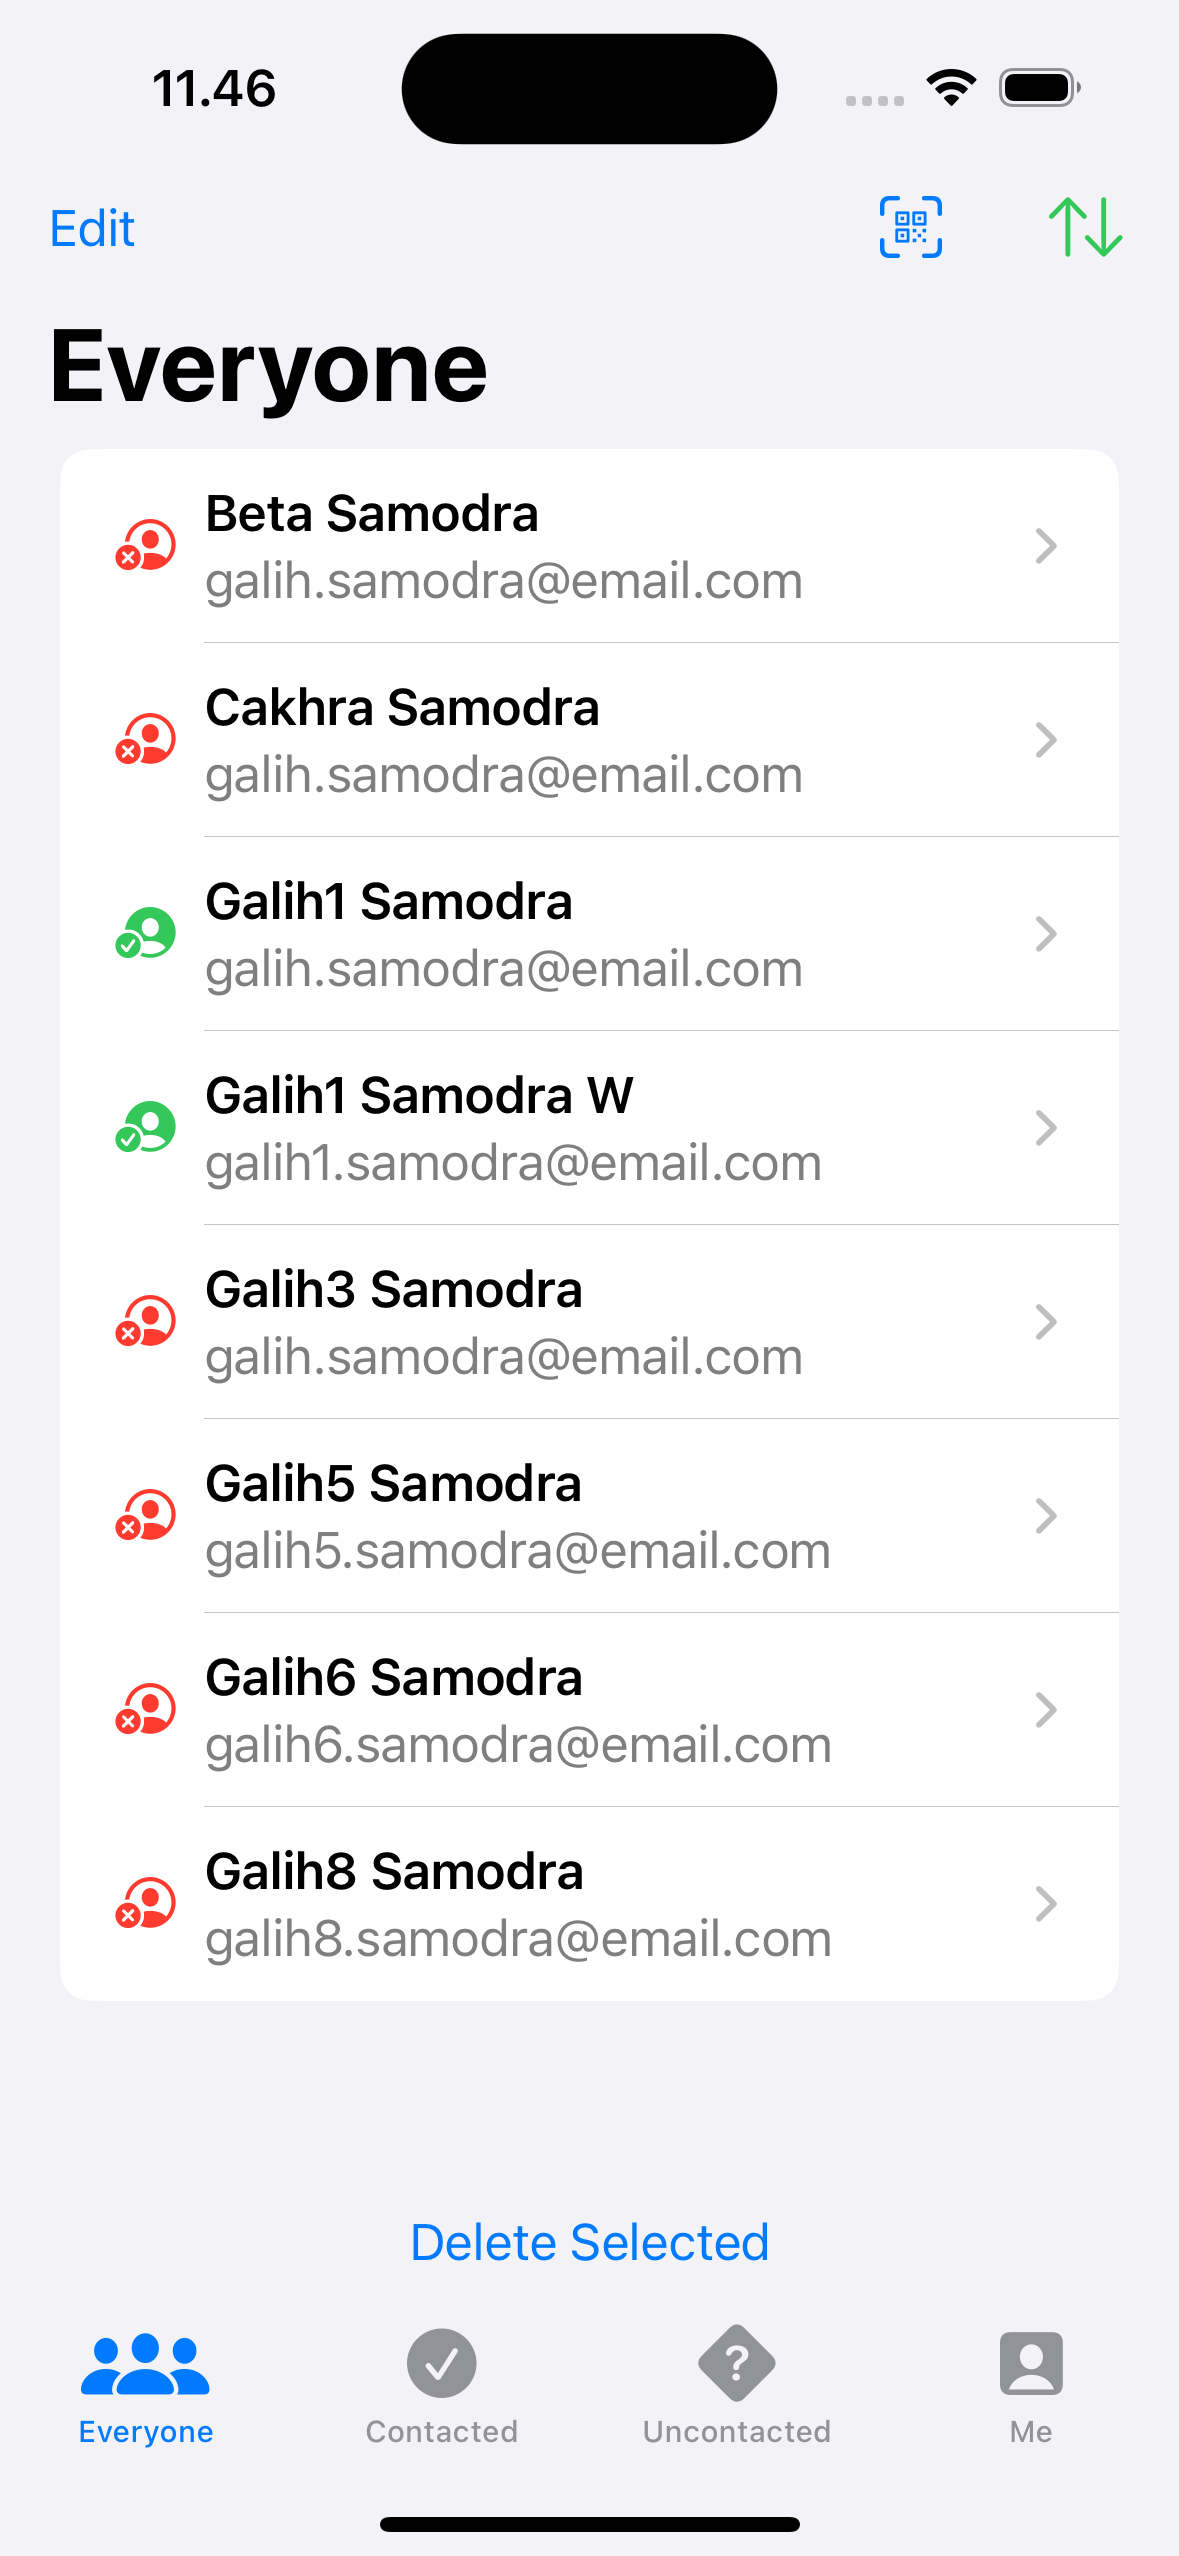 11.46
Edit
Everyone
Beta Samodra
galih.samodra@email.com
Cakhra Samodra
galih.samodra@email.com
Galih1 Samodra
galih.samodra@email.com
Galih1 Samodra W
galih1.samodra@email.com
Galih3 Samodra
galih.samodra@email.com
Galih5 Samodra
galih5.samodra@email.com
Galih6 Samodra
galih6.samodra@email.com
Galih8 Samodra
galih8.samodra@email.com
Delete Selected
Everyone
Contacted
Uncontacted
Me